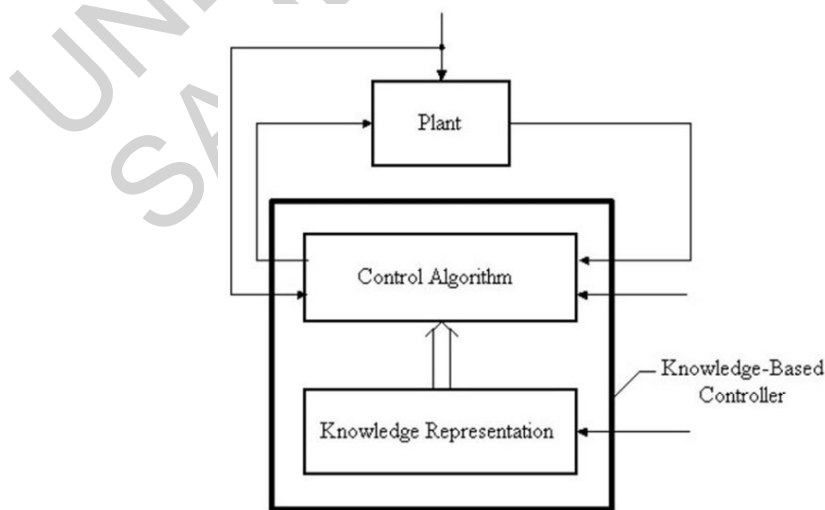 Plant
Control Algorithm
Knowledge-Based
Controller
Knowledge Representation